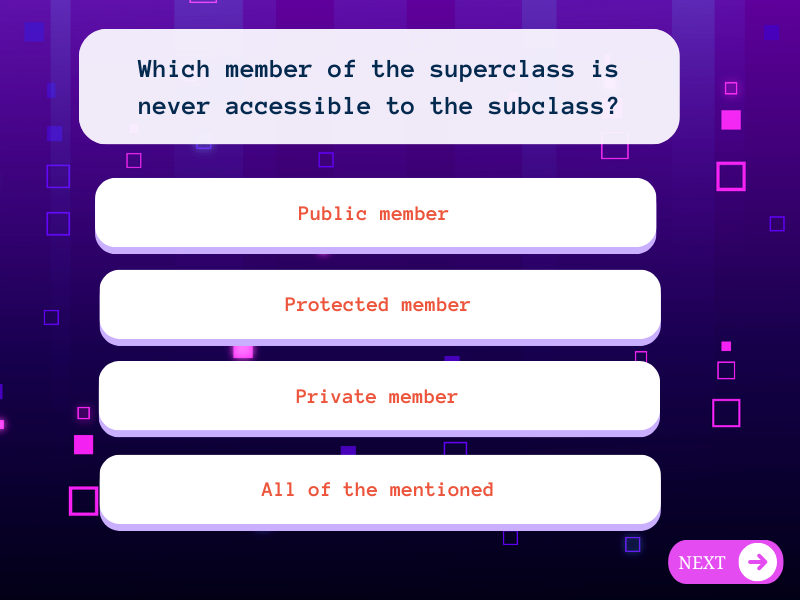 Which member of the superclass is
never accessible to the subclass?
Public member
Protected member
Private member
All of the mentioned
NEXT